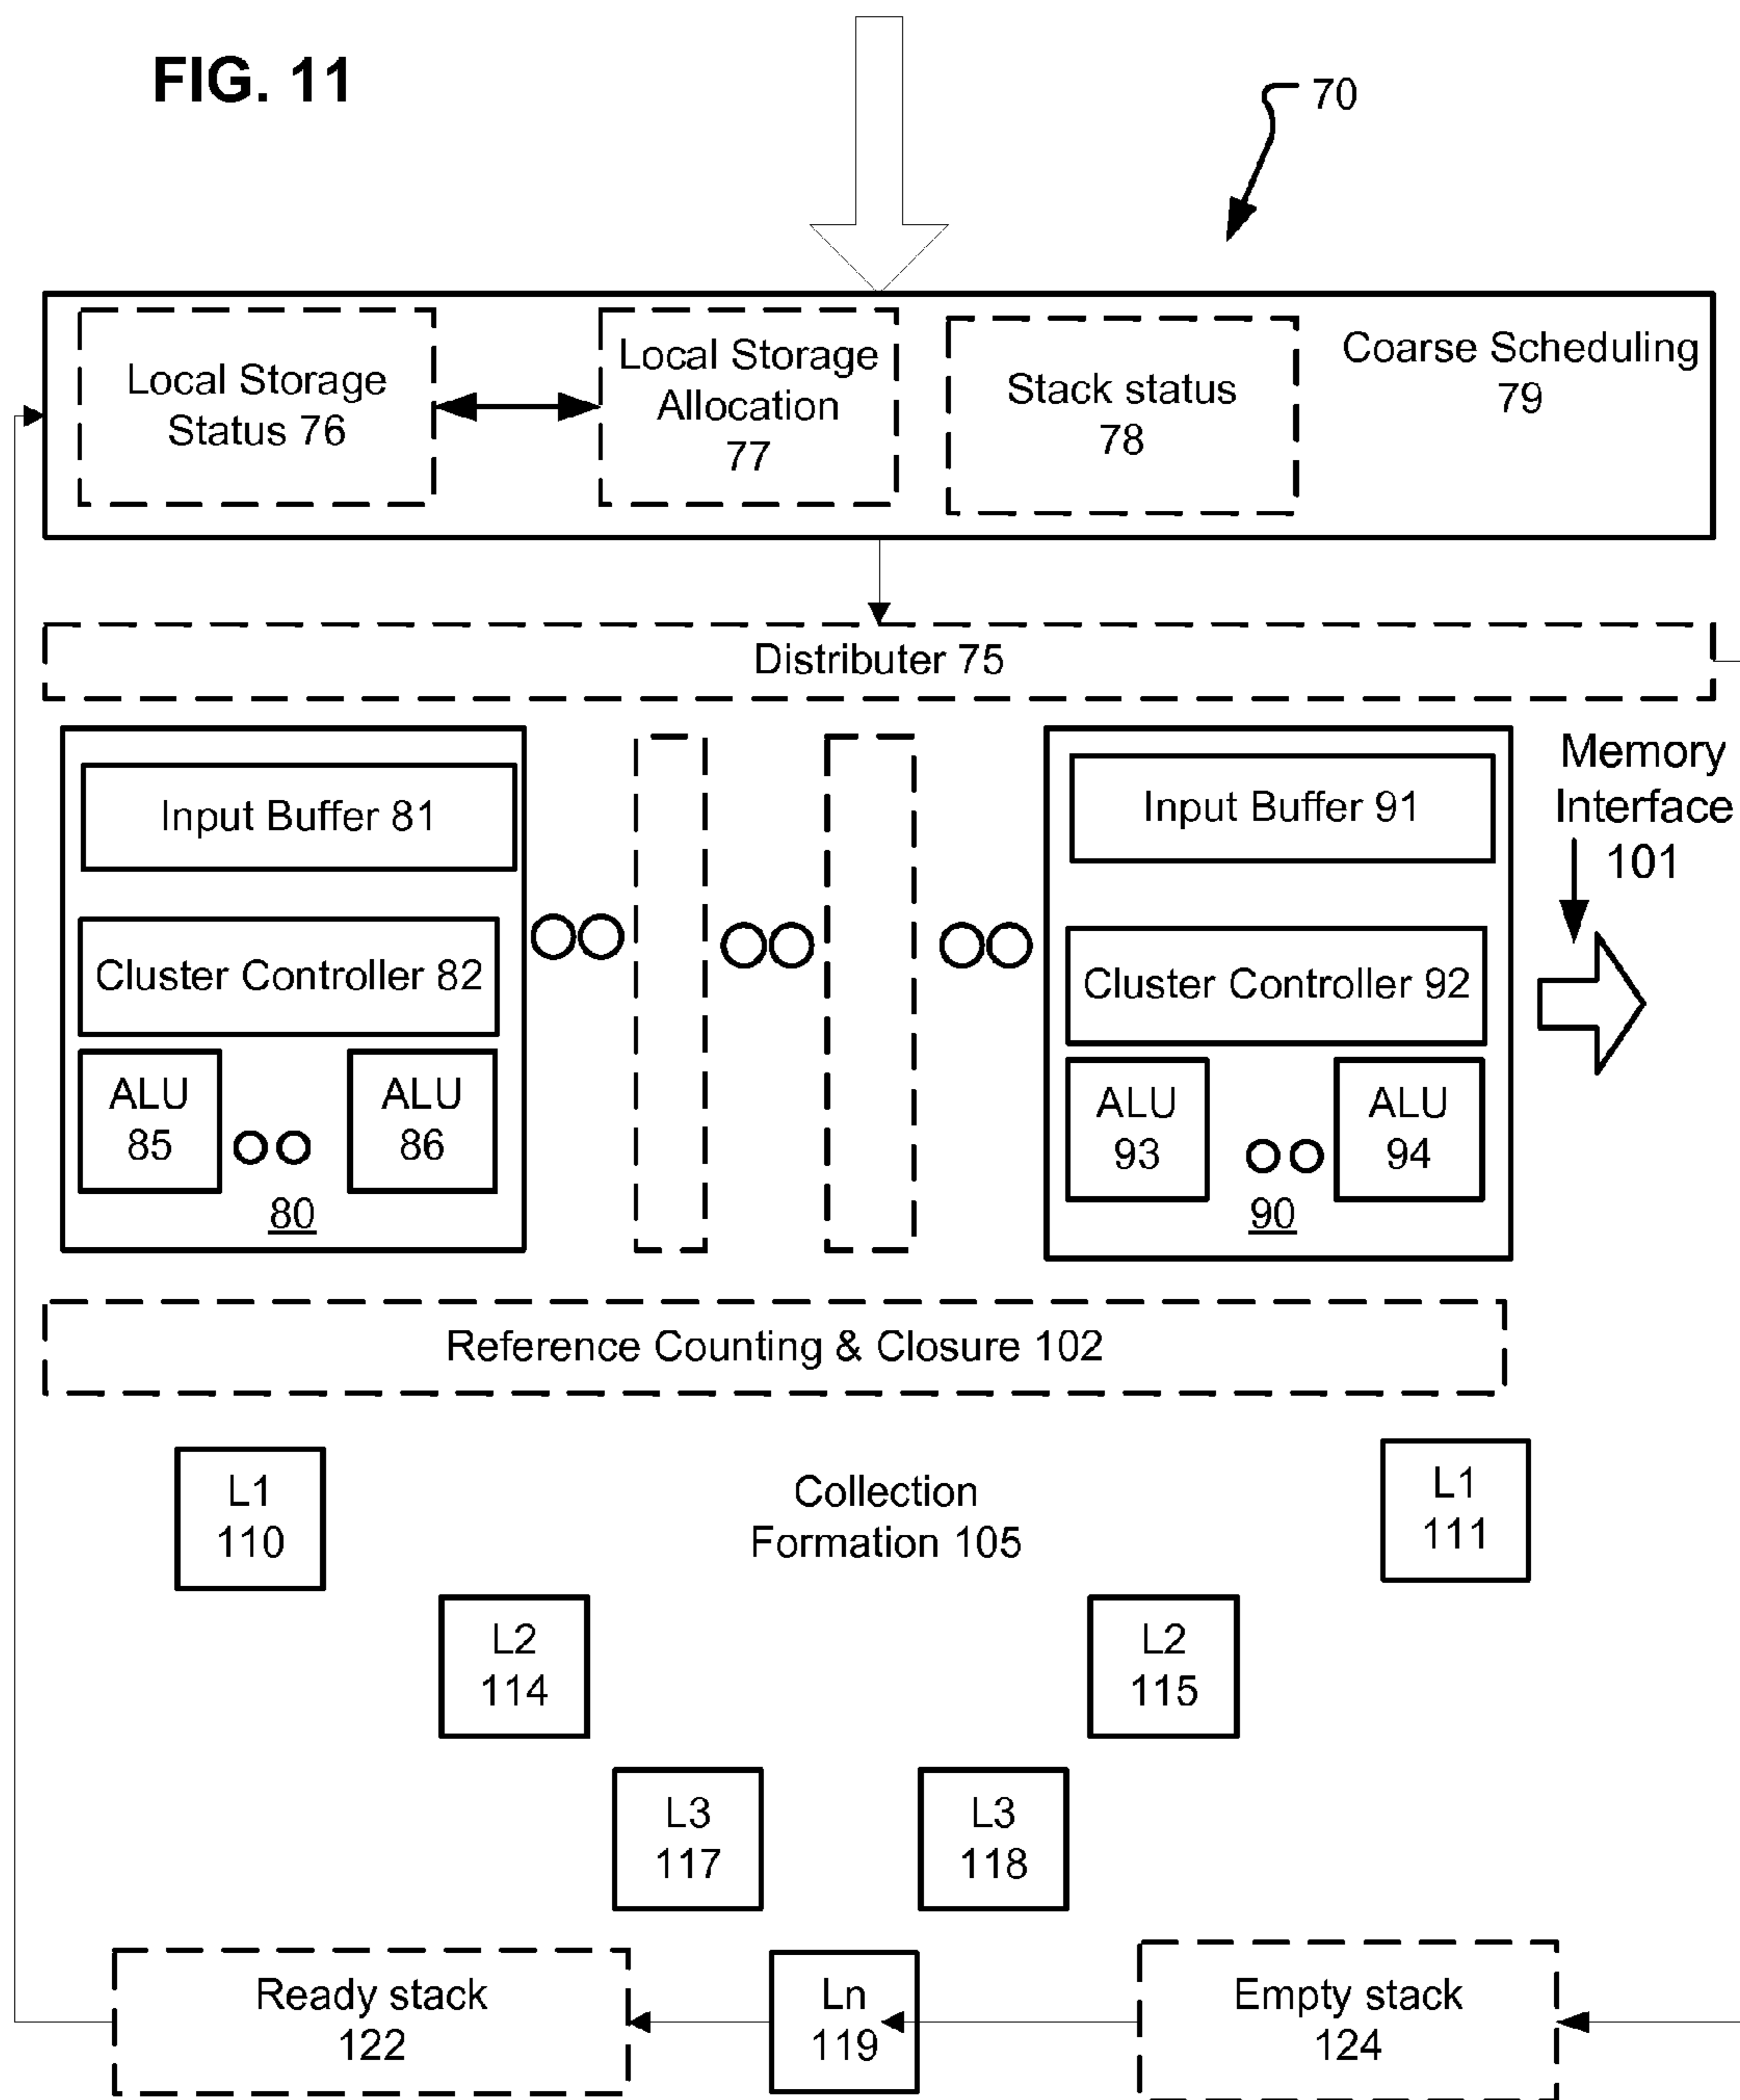 FIG. 11
70
Local Storage
Status 76
Local Storage
Allocation
77
Stack status
78
Coarse Scheduling
79
Distributer 75
Input Buffer 81
Cluster Controller 82
ALU
85
ALU
86
80
Input Buffer 91
Cluster Controller 92
ALU
93
ALU
94
90
Memory
Interface
101
Reference Counting & Closure 102
Collection
Formation 105
L1
110
L1
111
L2
114
L2
115
L3
117
L3
118
Ready stack
122
Ln
119
Empty stack
124